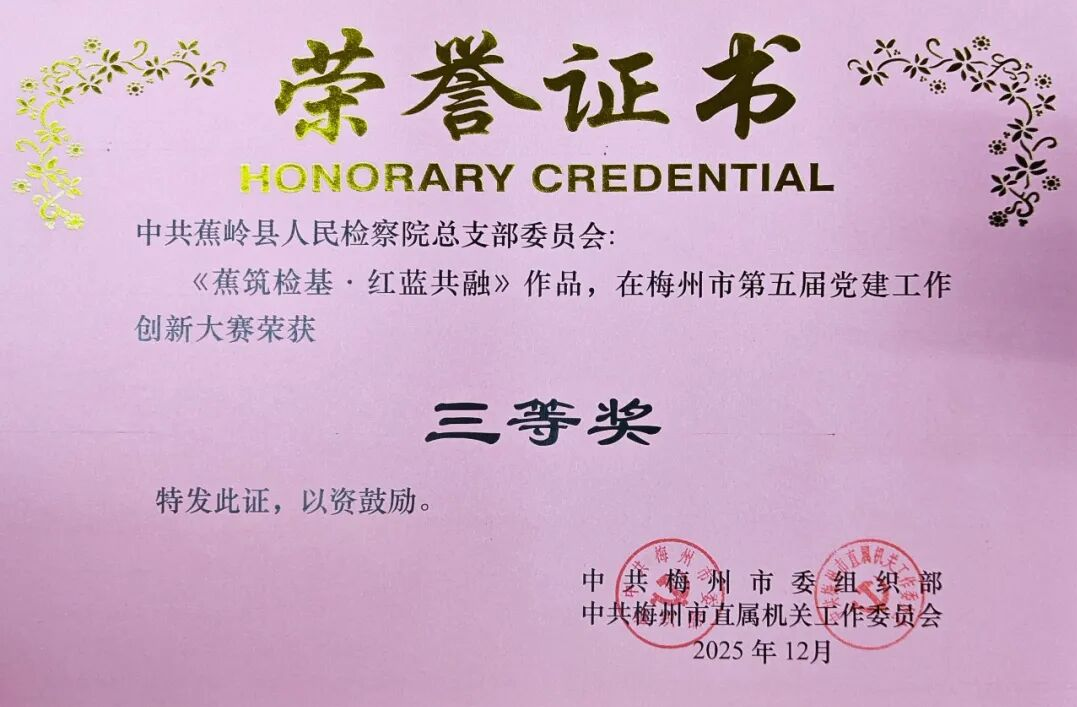 荣誉证书
HONORARY CREDENTIAL
中共蕉岭县人民检察院总支部委员会:
《蕉筑检基·红蓝共融》作品，在梅州市第五届党建工作
创新大赛荣获
三等奖
特发此证，以资鼓励。
中共梅州市委组织部
中共梅州市直属机关工作委员会
2025年12月